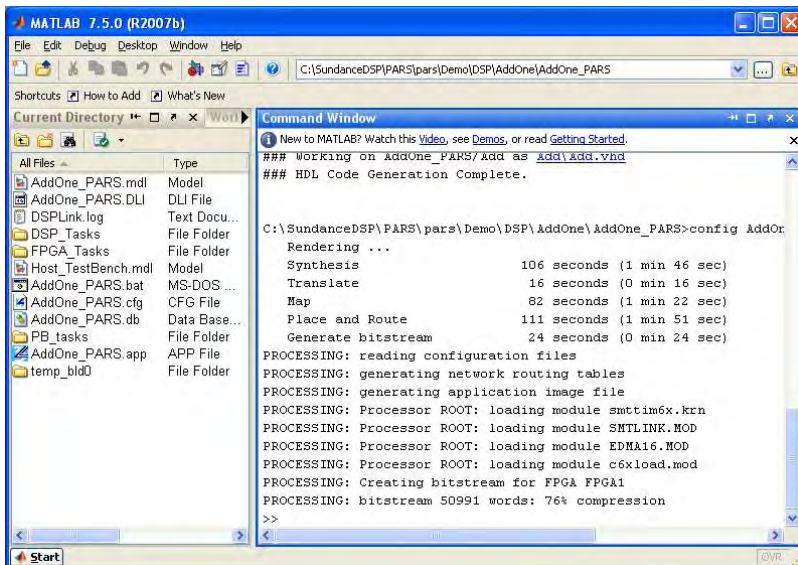 MATLAB 7.5.0 (R2007b)
File Edit Debug Desktop Window Help
C:\SundanceDSP\PARS\pars\Demo\DSP\AddOne\AddOne_PARS
Shortcuts How to Add What's New
Current Directory
Command Window
New to MATLAB? Watch this Video, see Demos, or read Getting Started.
All Files Type
AddOne_PARS.mdl Model
AddOne_PARS.DLI DLI File
DSPLink.log Text Docu...
DSP_Tasks File Folder
FPGA_Tasks File Folder
Host_TestBench.mdl Model
AddOne_PARS.bat MS-DOS ...
AddOne_PARS.cfg CFG File
AddOne_PARS.db Data Base...
PB_tasks File Folder
AddOne_PARS.app APP File
temp_bld0 File Folder
### Working on AddOne_PARS/Add as Add\Add.vhd
### HDL Code Generation Complete.
C:\SundanceDSP\PARS\pars\Demo\DSP\AddOne\AddOne_PARS>config AddOn
Rendering ...
Synthesis 106 seconds (1 min 46 sec)
Translate 16 seconds (0 min 16 sec)
Map 82 seconds (1 min 22 sec)
Place and Route 111 seconds (1 min 51 sec)
Generate bitstream 24 seconds (0 min 24 sec)
PROCESSING: reading configuration files
PROCESSING: generating network routing tables
PROCESSING: generating application image file
PROCESSING: Processor ROOT: loading module smttim6x.krn
PROCESSING: Processor ROOT: loading module SMTLINK.MOD
PROCESSING: Processor ROOT: loading module EDMA16.MOD
PROCESSING: Processor ROOT: loading module c6xload.mod
PROCESSING: Creating bitstream for FPGA FPGA1
PROCESSING: bitstream 50991 words: 76% compression
>>
Start
OVR